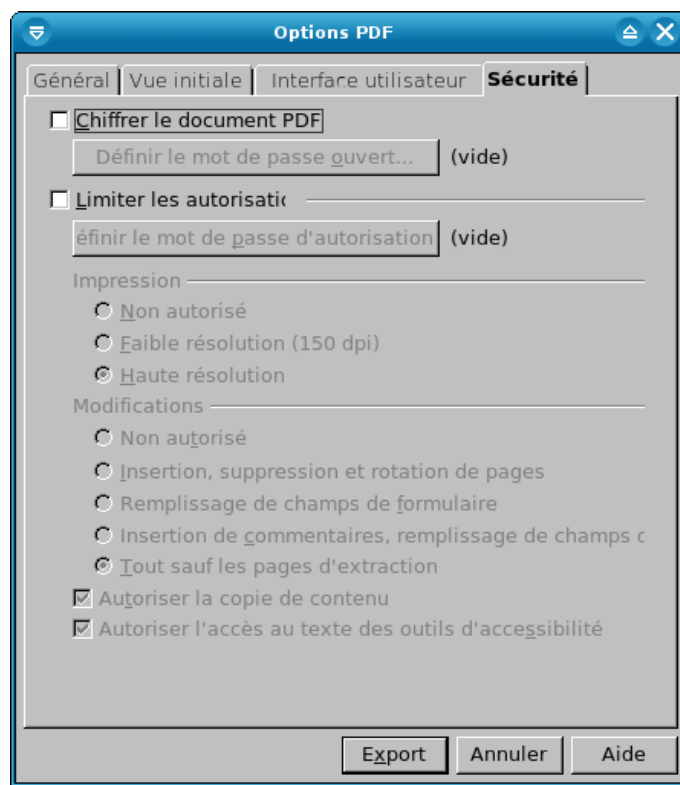 Options PDF
Général Vue initiale Interface utilisateur Sécurité
Chiffrer le document PDF
Définir le mot de passe ouvert... (vide)
Limiter les autorisatic
éfinir le mot de passe d'autorisation (vide)
Impression
Non autorisé
Faible résolution (150 dpi)
Haute résolution
Modifications
Non autorisé
Insertion, suppression et rotation de pages
Remplissage de champs de formulaire
Insertion de commentaires, remplissage de champs c
Tout sauf les pages d'extraction
Autoriser la copie de contenu
Autoriser l'accès au texte des outils d'accessibilité
Export Annuler Aide